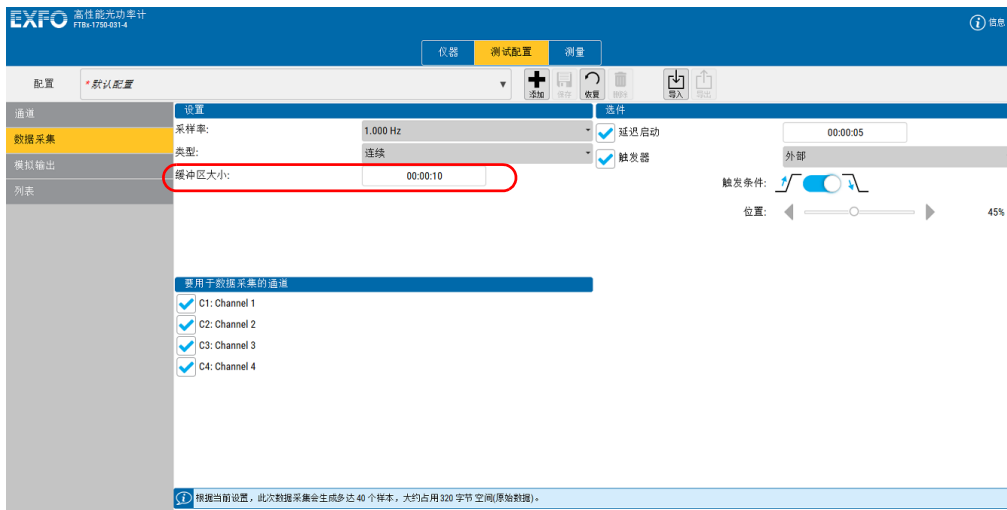 EXFO 高性能光功率计
FTBx-1750-031-4
信息
仪器 测试配置 测量
配置 *默认配置 添加 保存 恢复 删除 导入 导出
通道
数据采集
模拟输出
列表
设置
采样率: 1.000 Hz
类型: 连续
缓冲区大小: 00:00:10
选件
延迟启动 00:00:05
触发器 外部
触发条件:
位置: 45%
要用于数据采集的通道
C1: Channel 1
C2: Channel 2
C3: Channel 3
C4: Channel 4
根据当前设置，此次数据采集会生成多达 40 个样本，大约占用 320 字节 空间(原始数据)。